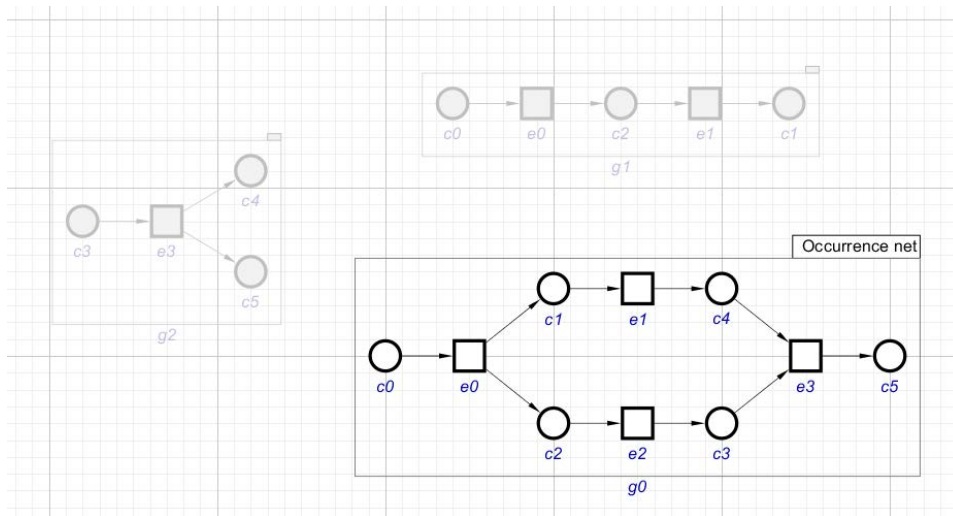 c0 e0 c2 e1 c1
g1
c4
c3 e3
c5
g2
Occurrence net
c1 e1 c4
c0 e0 e3 c5
c2 e2 c3
g0